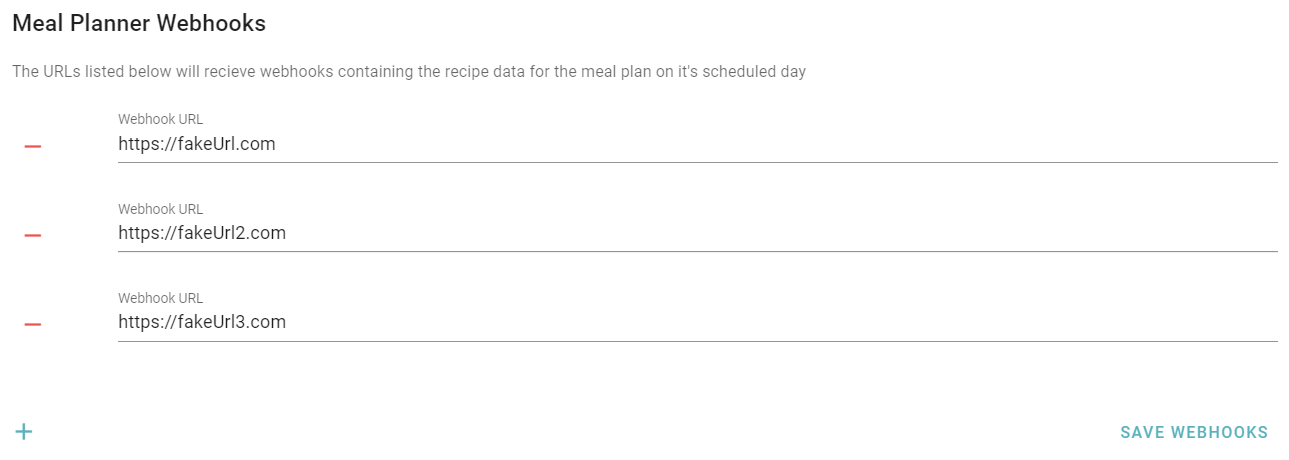 Meal Planner Webhooks
The URLs listed below will recieve webhooks containing the recipe data for the meal plan on it's scheduled day
Webhook URL
https://fakeUrl.com
Webhook URL
https://fakeUrl2.com
Webhook URL
https://fakeUrl3.com
SAVE WEBHOOKS